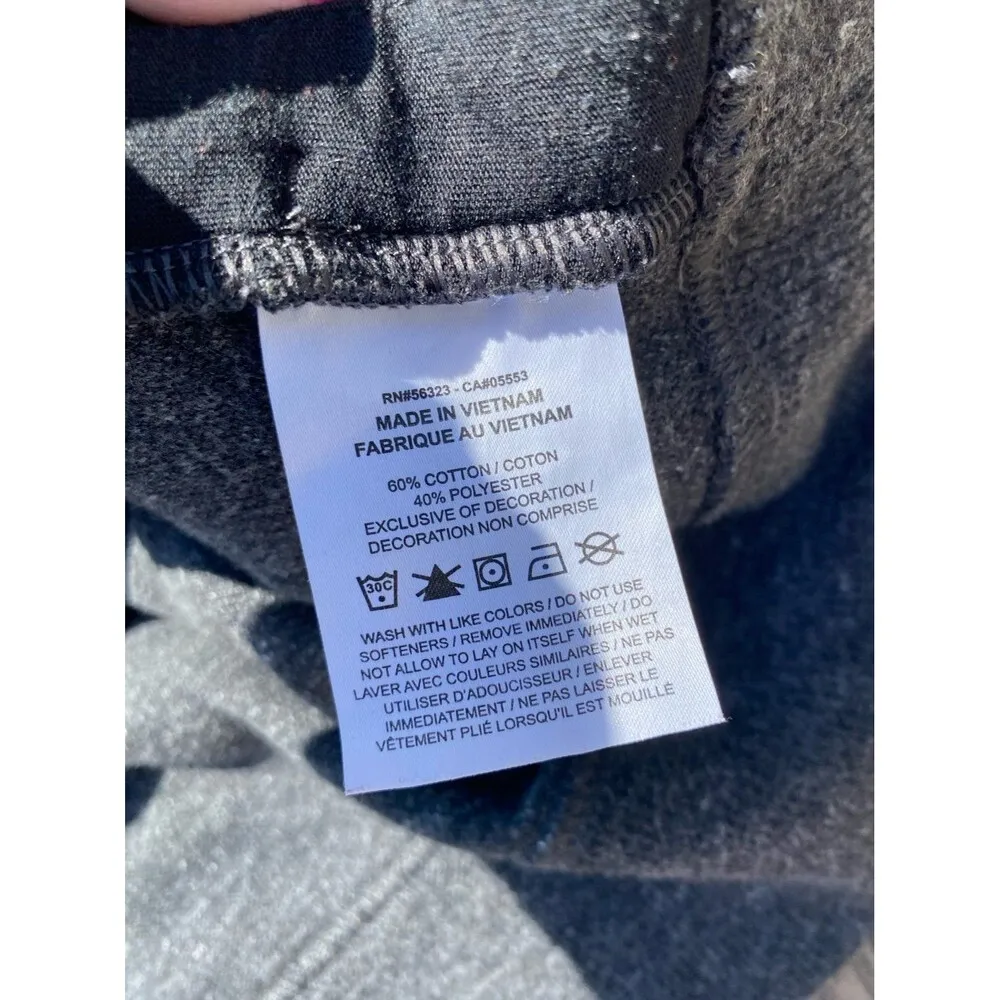 RN#56323 - CA#05553
MADE IN VIETNAM
FABRIQUE AU VIETNAM
60% COTTON / COTON
40% POLYESTER
EXCLUSIVE OF DECORATION /
DECORATION NON COMPRISE
30C
WASH WITH LIKE COLORS / DO NOT USE
SOFTENERS / REMOVE IMMEDIATELY / DO
NOT ALLOW TO LAY ON ITSELF WHEN WET
LAVER AVEC COULEURS SIMILAIRES / NE PAS
UTILISER D'ADOUCISSEUR / ENLEVER
IMMEDIATEMENT / NE PAS LAISSER LE
VÊTEMENT PLIÉ LORSQU'IL EST MOUILLÉ